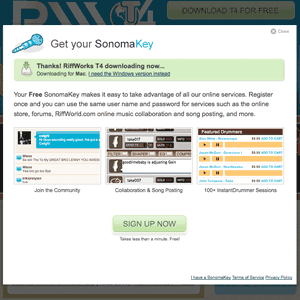 RIFF T4
DOWNLOAD T4 FOR FREE
Close
Get your SonomaKey
Thanks! RiffWorks T4 downloading now...
Downloading for Mac. I need the Windows version instead
Your Free SonomaKey makes it easy to take advantage of all our online services. Register
once and you can use the same user name and password for services such as the online
store, forums, RiffWorld.com online music collaboration and song posting, and more.
Featured Drummers
Join the Community
Collaboration & Song Posting
100+ InstantDrummer Sessions
SIGN UP NOW
Takes less than a minute. Free!
I have a SonomaKey Terms of Service Privacy Policy